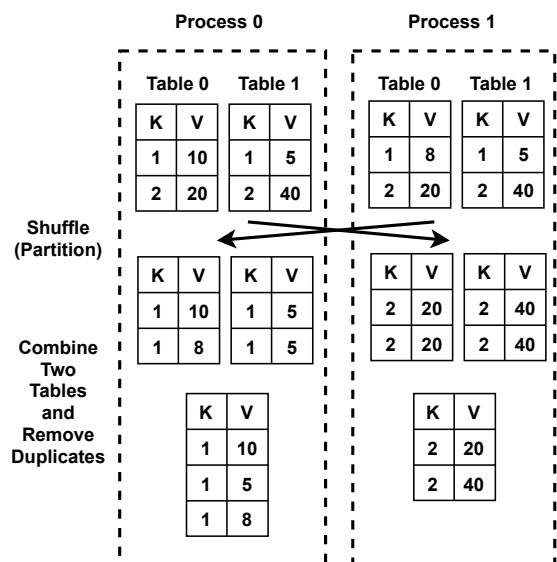 Process 0 Process 1
Table 0 Table 1 Table 0 Table 1
K V K V K V K V
1 10 1 5 1 8 1 5
2 20 2 40 2 20 2 40
Shuffle
(Partition)
K V K V K V K V
1 10 1 5 2 20 2 40
1 8 1 5 2 20 2 40
Combine
Two
Tables
and
Remove
Duplicates
K V K V
1 10 2 20
1 5 2 40
1 8